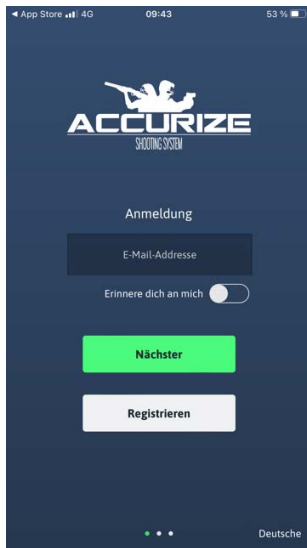 ◀ App Store 4G 09:43 53 %
ACCURIZE
SHOOTING SYSTEM
Anmeldung
E-Mail-Addresse
Erinnere dich an mich
Nächster
Registrieren
Deutsche